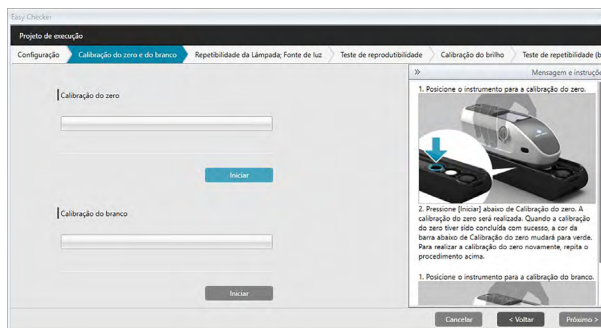 Easy Checker
Projeto de execução
Configuração
Calibração do zero e do branco
Repetibilidade da Lâmpada; Fonte de luz
Teste de reprodutibilidade
Calibração do brilho
Teste de repetibilidade (b
Calibração do zero
Iniciar
Calibração do branco
Iniciar
» Mensagem e instruçõe
1. Posicione o instrumento para a calibração do zero.
2. Pressione [Iniciar] abaixo de Calibração do zero. A
calibração do zero será realizada. Quando a calibração
do zero tiver sido concluída com sucesso, a cor da
barra abaixo de Calibração do zero mudará para verde.
Para realizar a calibração do zero novamente, repita o
procedimento acima.
1. Posicione o instrumento para a calibração do branco.
Cancelar
< Voltar
Próximo >